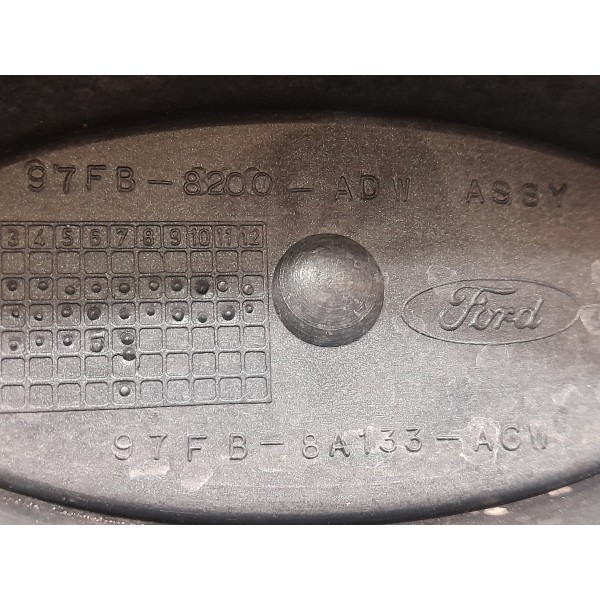 97FB-8200-ADW ASSY
3 4 5 6 7 8 9 10 11 12
Ford
97FB-8A133-ACW